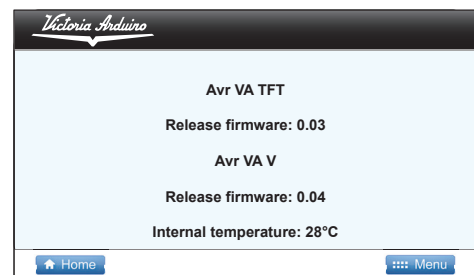 Victoria Arduino
Avr VA TFT
Release firmware: 0.03
Avr VA V
Release firmware: 0.04
Internal temperature: 28°C
Home
Menu